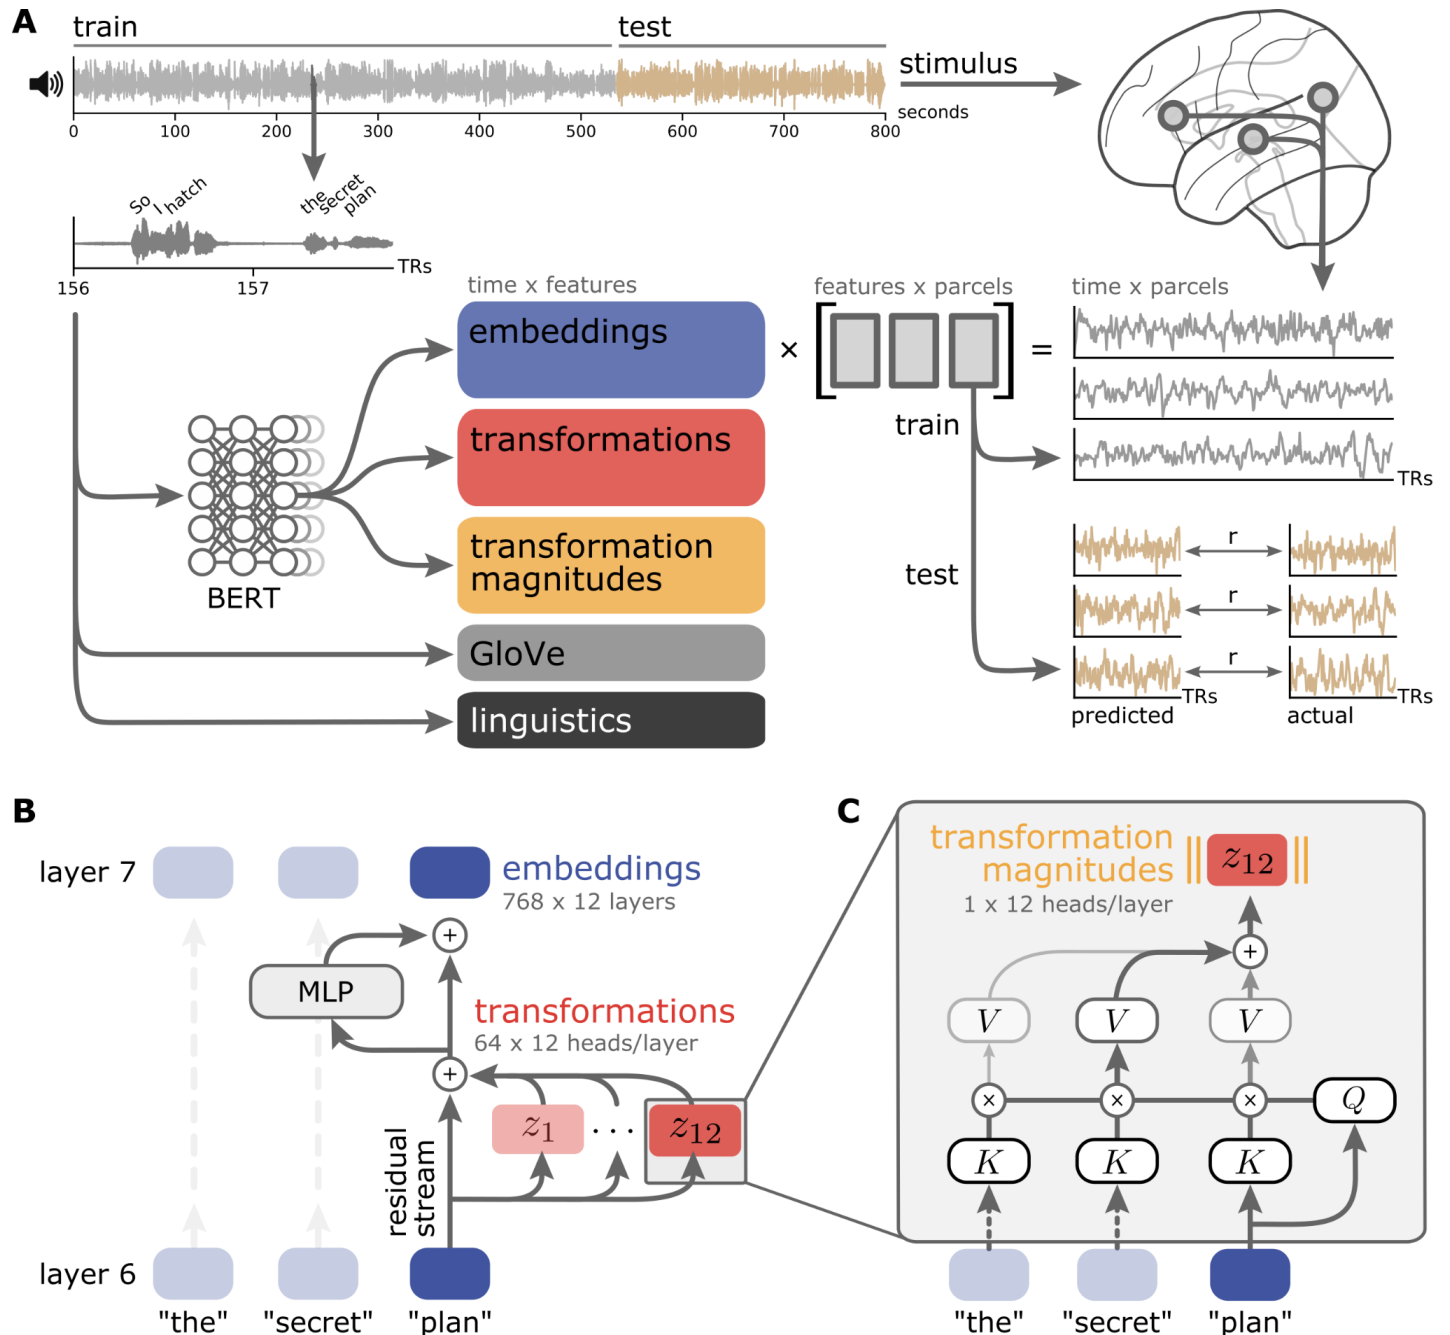 A
train
test
stimulus
seconds
0 100 200 300 400 500 600 700 800
So I hatch the secret plan
TRs
156 157
time x features
features x parcels
time x parcels
embeddings
×
=
transformations
train
TRs
transformation
magnitudes
BERT
test
r
r
r
GloVe
linguistics
TRs
TRs
predicted
actual
B
layer 7
embeddings
768 x 12 layers
+
MLP
transformations
64 x 12 heads/layer
+
z1 ... z12
residual
stream
layer 6
"the" "secret" "plan"
C
transformation
magnitudes
||z12||
1 x 12 heads/layer
+
V V V
× × × Q
K K K
"the" "secret" "plan"